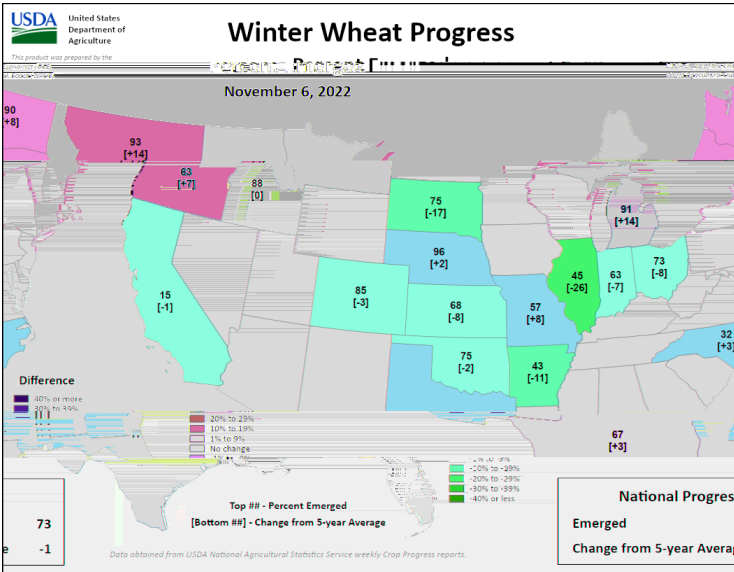 USDA
United States
Department of
Agriculture
This product was prepared by the
Winter Wheat Progress
November 6, 2022
90
+8]
93
[+14]
63
[+7]
88
[0]
75
[-17]
91
[+14]
96
[+2]
45
[-26]
63
[-7]
73
[-8]
15
[-1]
85
[-3]
68
[-8]
57
[+8]
32
[+3]
75
[-2]
43
[-11]
Difference
40% or more
30% to 39%
20% to 29%
10% to 19%
1% to 9%
No change
67
[+3]
-20% to -29%
-30% to -39%
-40% or less
Top ## - Percent Emerged
[Bottom ##] - Change from 5-year Average
73
e -1
National Progres
Emerged
Change from 5-year Avera
Data obtained from USDA National Agricultural Statistics Service weekly Crop Progress reports.